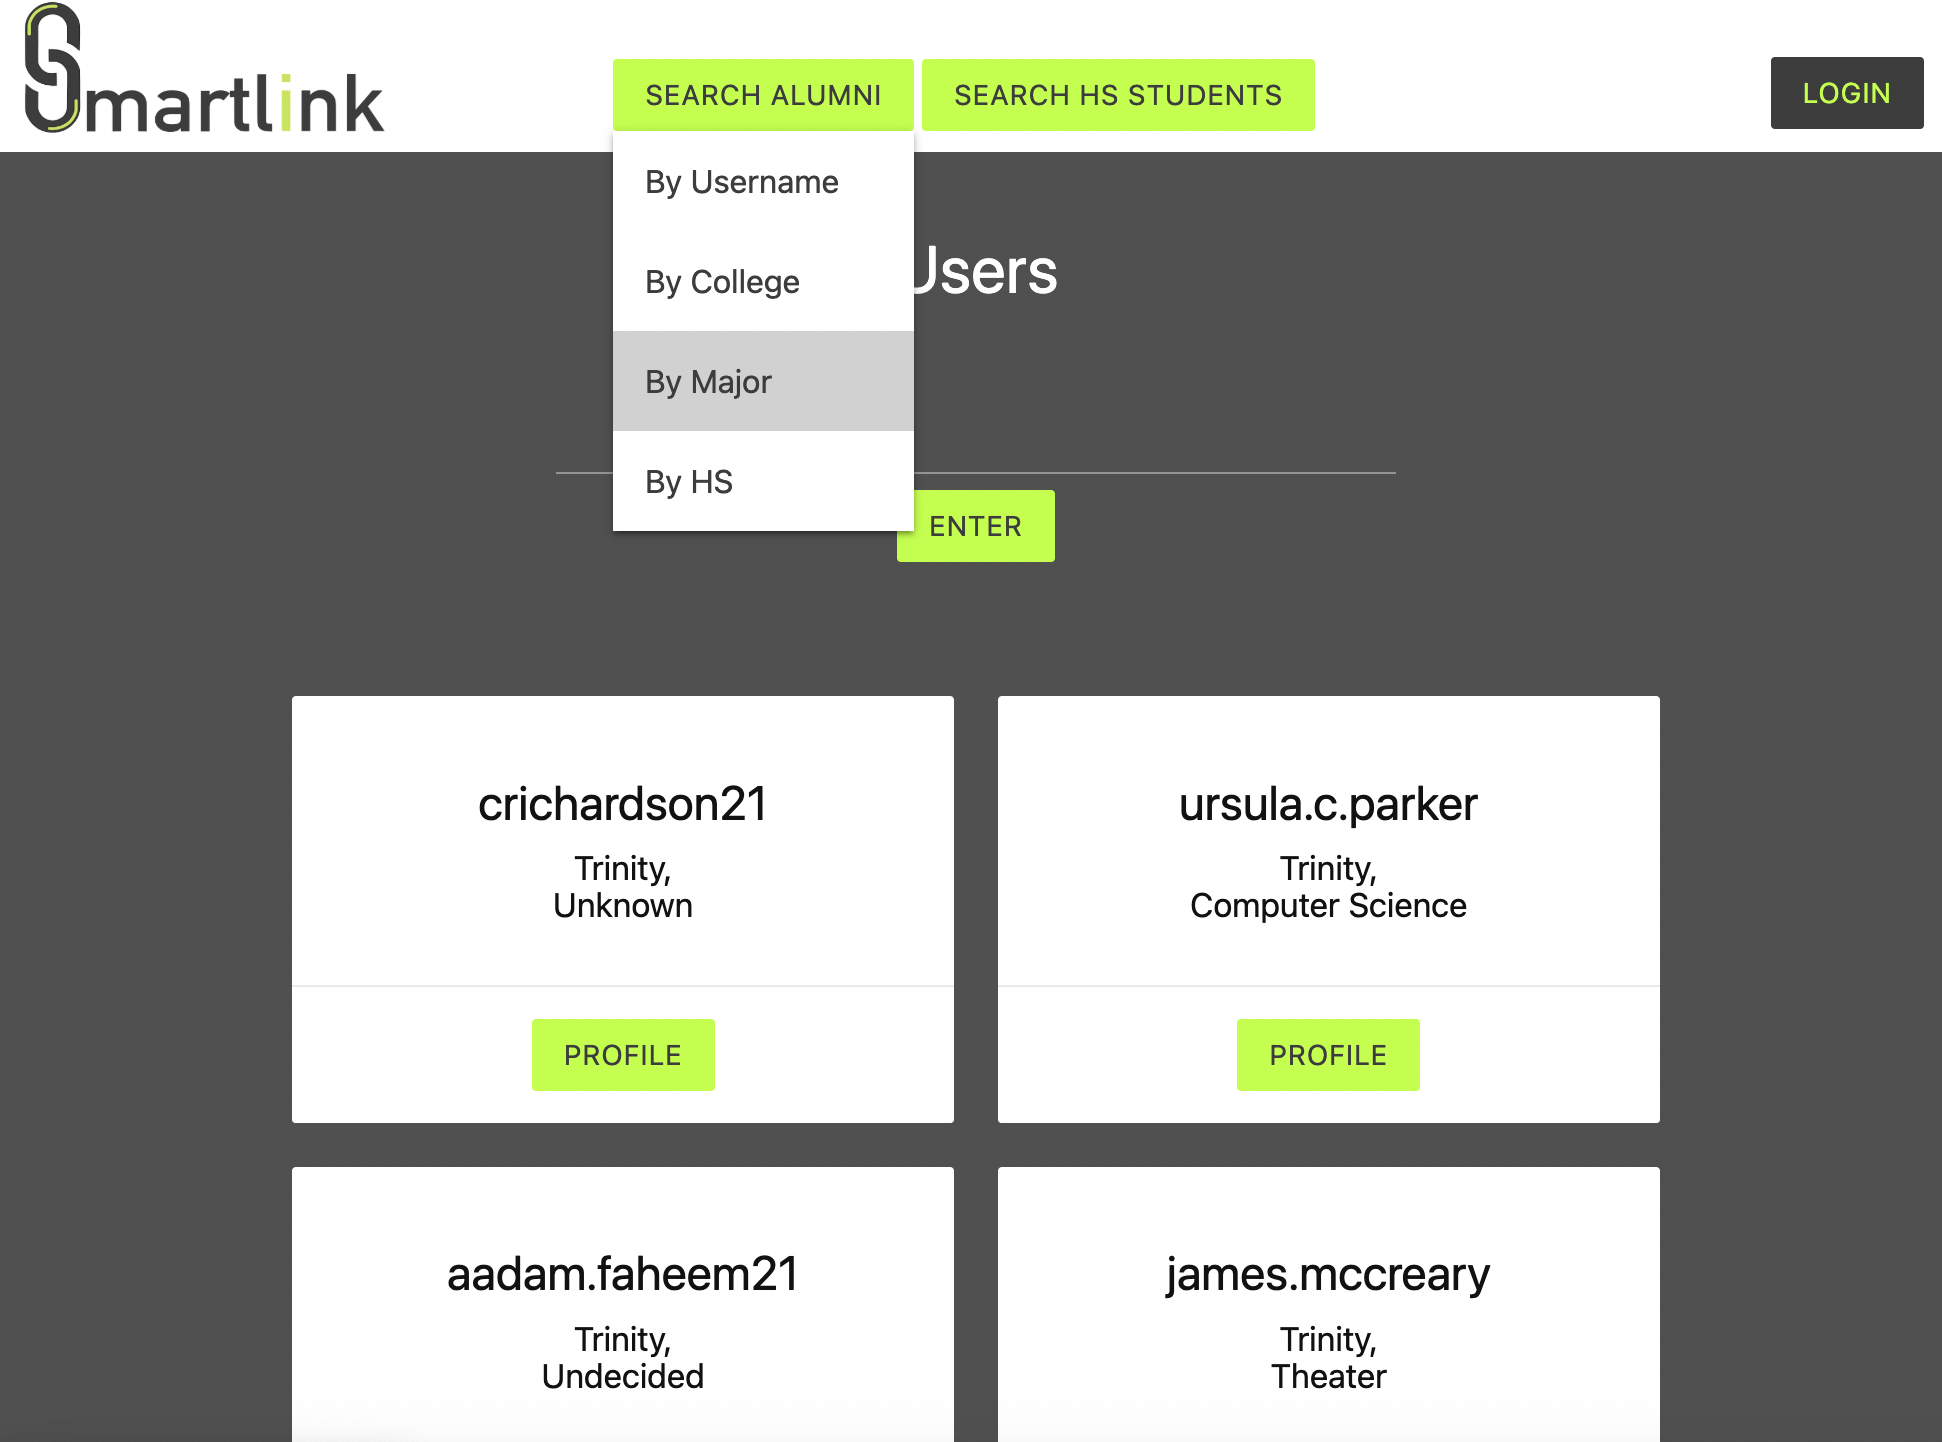 Smartlink
SEARCH ALUMNI
SEARCH HS STUDENTS
LOGIN
By Username
By College
By Major
By HS
Users
ENTER
crichardson21
Trinity,
Unknown
PROFILE
ursula.c.parker
Trinity,
Computer Science
PROFILE
aadam.faheem21
Trinity,
Undecided
james.mccreary
Trinity,
Theater